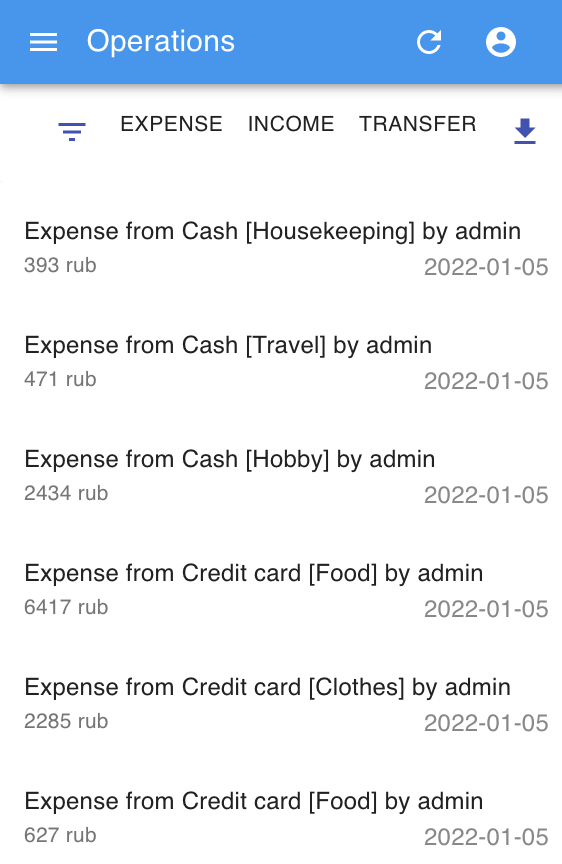 Operations
EXPENSE INCOME TRANSFER
Expense from Cash [Housekeeping] by admin
393 rub 2022-01-05
Expense from Cash [Travel] by admin
471 rub 2022-01-05
Expense from Cash [Hobby] by admin
2434 rub 2022-01-05
Expense from Credit card [Food] by admin
6417 rub 2022-01-05
Expense from Credit card [Clothes] by admin
2285 rub 2022-01-05
Expense from Credit card [Food] by admin
627 rub 2022-01-05